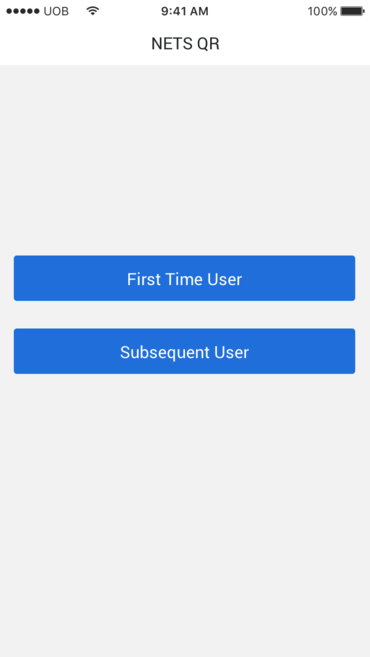 UOB 9:41 AM 100%
NETS QR
First Time User
Subsequent User